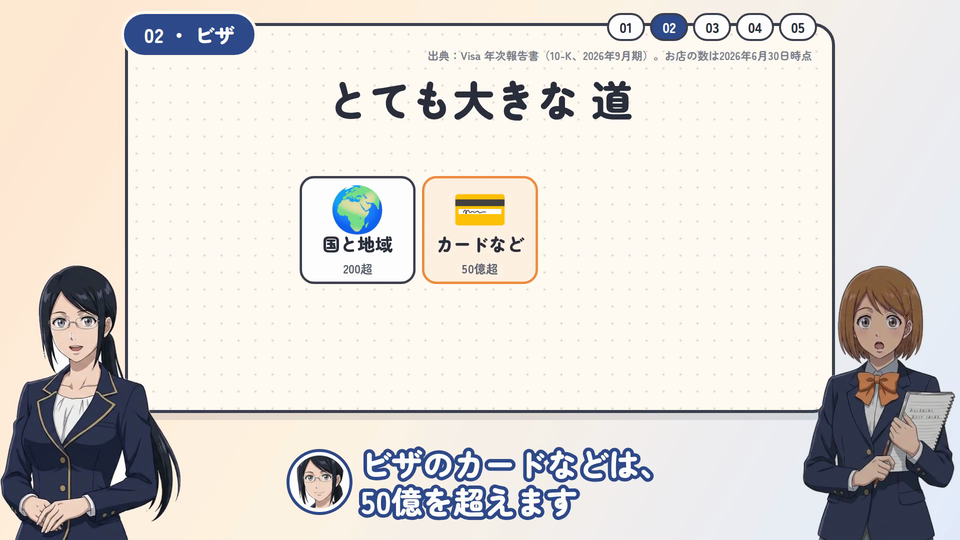 02 ・ ビザ
01 02 03 04 05
出典：Visa 年次報告書（10-K、2026年9月期）。お店の数は2026年6月30日時点
とても大きな 道
国と地域
200超
カードなど
50億超
ビザのカードなどは、
50億を超えます